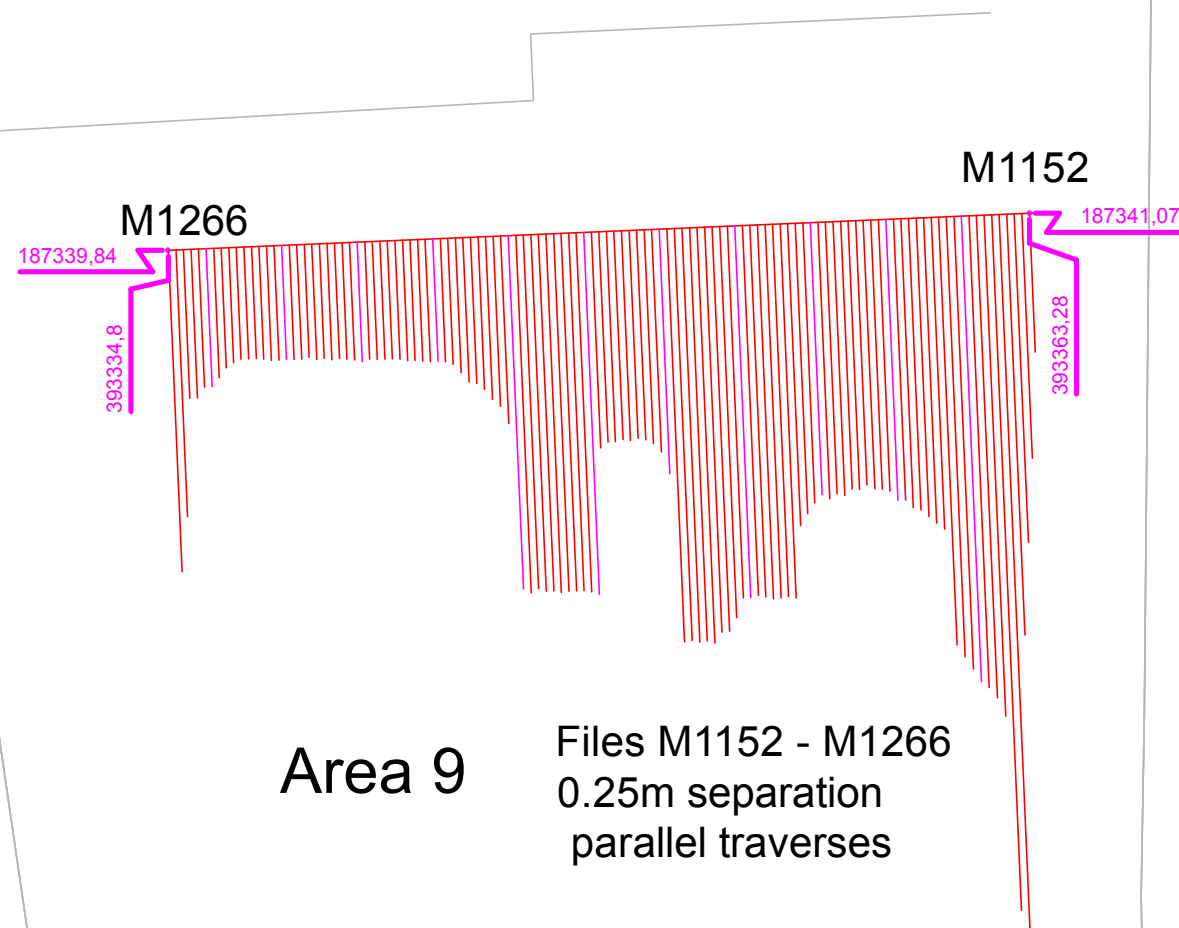 M1152
M1266
187341,07
187339,84
393334,8
393363,28
Area 9
Files M1152 - M1266
0.25m separation
parallel traverses